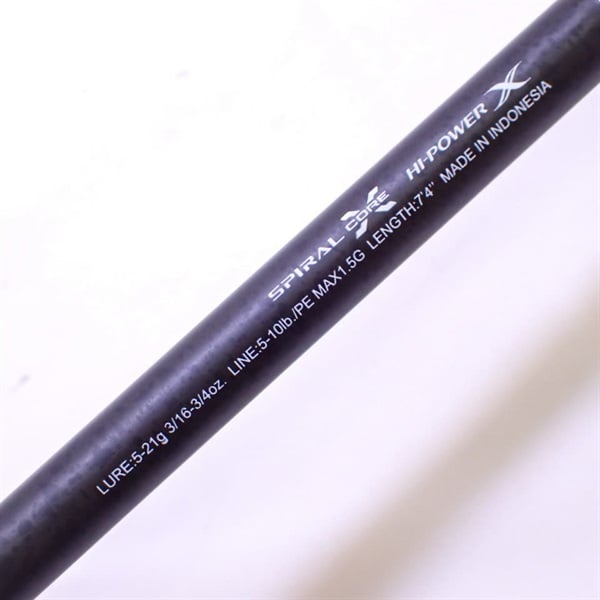 SPIRAL X CORE HI-POWER X
LURE:5-21g 3/16-3/4oz. LINE:5-10lb./PE MAX1.5G LENGTH:7'4" MADE IN INDONESIA